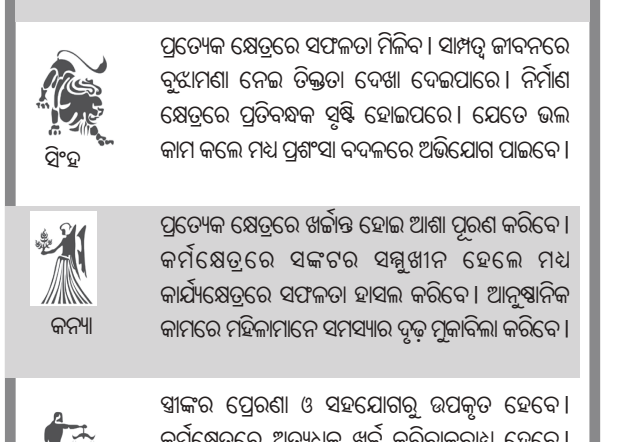 ପ୍ରତ୍ୟେକ କ୍ଷେତ୍ରରେ ସଫଳତା ମିଳିବ । ସାମ୍ପତ୍ୟ ଜୀବନରେ
ବୁଝାମଣା ନେଇ ତିକ୍ତତା ଦେଖା ଦେଇପାରେ । ନିର୍ମାଣ
କ୍ଷେତ୍ରରେ ପ୍ରତିବନ୍ଧକ ସୃଷ୍ଟି ହୋଇପରେ । ଯେତେ ଭଲ
କାମ କଲେ ମଧ୍ୟ ପ୍ରଶଂସା ବଦଳରେ ଅଭିଯୋଗ ପାଇବେ ।
ସିଂହ
ପ୍ରତ୍ୟେକ କ୍ଷେତ୍ରରେ ଖର୍ଚ୍ଚାନ୍ତ ହୋଇ ଆଶା ପୂରଣ କରିବେ ।
କର୍ମକ୍ଷେତ୍ରରେ ସଙ୍କଟର ସମ୍ମୁଖୀନ ହେଲେ ମଧ୍ୟ
କାର୍ଯ୍ୟକ୍ଷେତ୍ରରେ ସଫଳତା ହାସଲ କରିବେ । ଆନୁଷ୍ଠାନିକ
କାମରେ ମହିଳାମାନେ ସମସ୍ୟାର ଦୃଢ଼ ମୁକାବିଲା କରିବେ ।
କନ୍ୟା
ସ୍ତ୍ରୀଙ୍କର ପ୍ରେରଣା ଓ ସହଯୋଗରୁ ଉପକୃତ ହେବେ ।